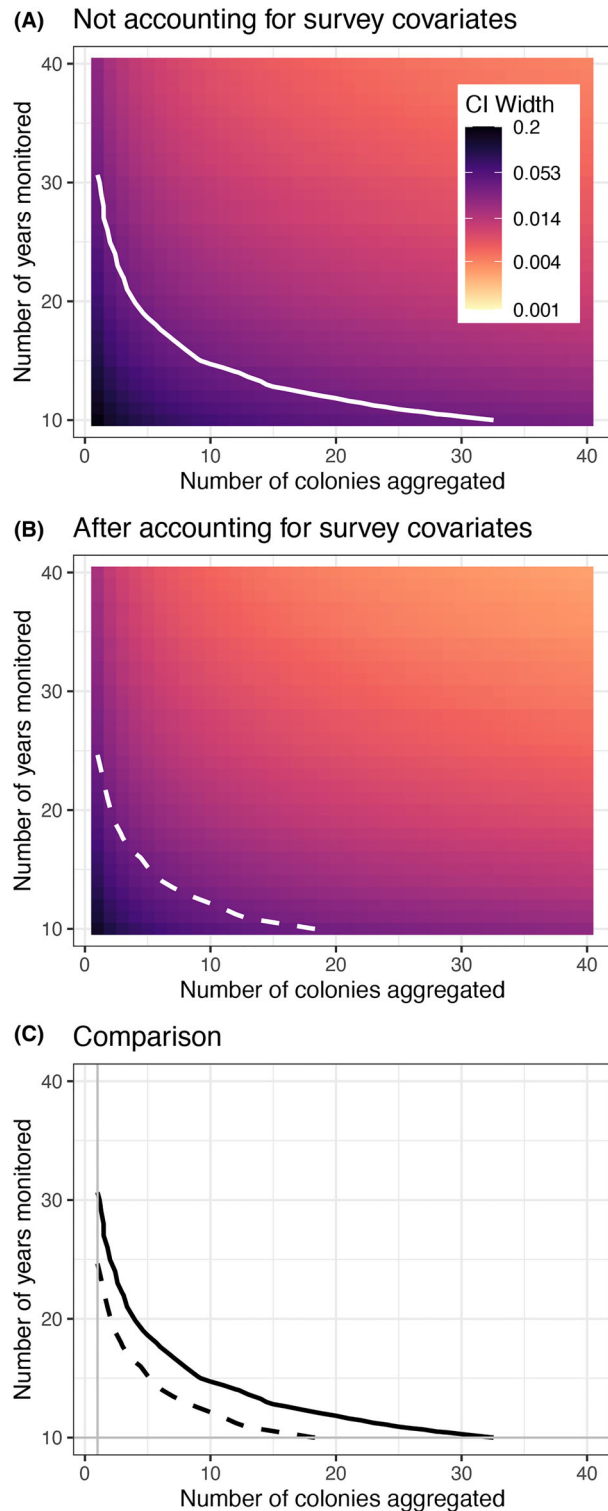 (A) Not accounting for survey covariates
40
30
20
10
Number of years monitored
CI Width
0.2
0.053
0.014
0.004
0.001
0 10 20 30 40
Number of colonies aggregated
(B) After accounting for survey covariates
40
30
20
10
Number of years monitored
0 10 20 30 40
Number of colonies aggregated
(C) Comparison
40
30
20
10
Number of years monitored
0 10 20 30 40
Number of colonies aggregated